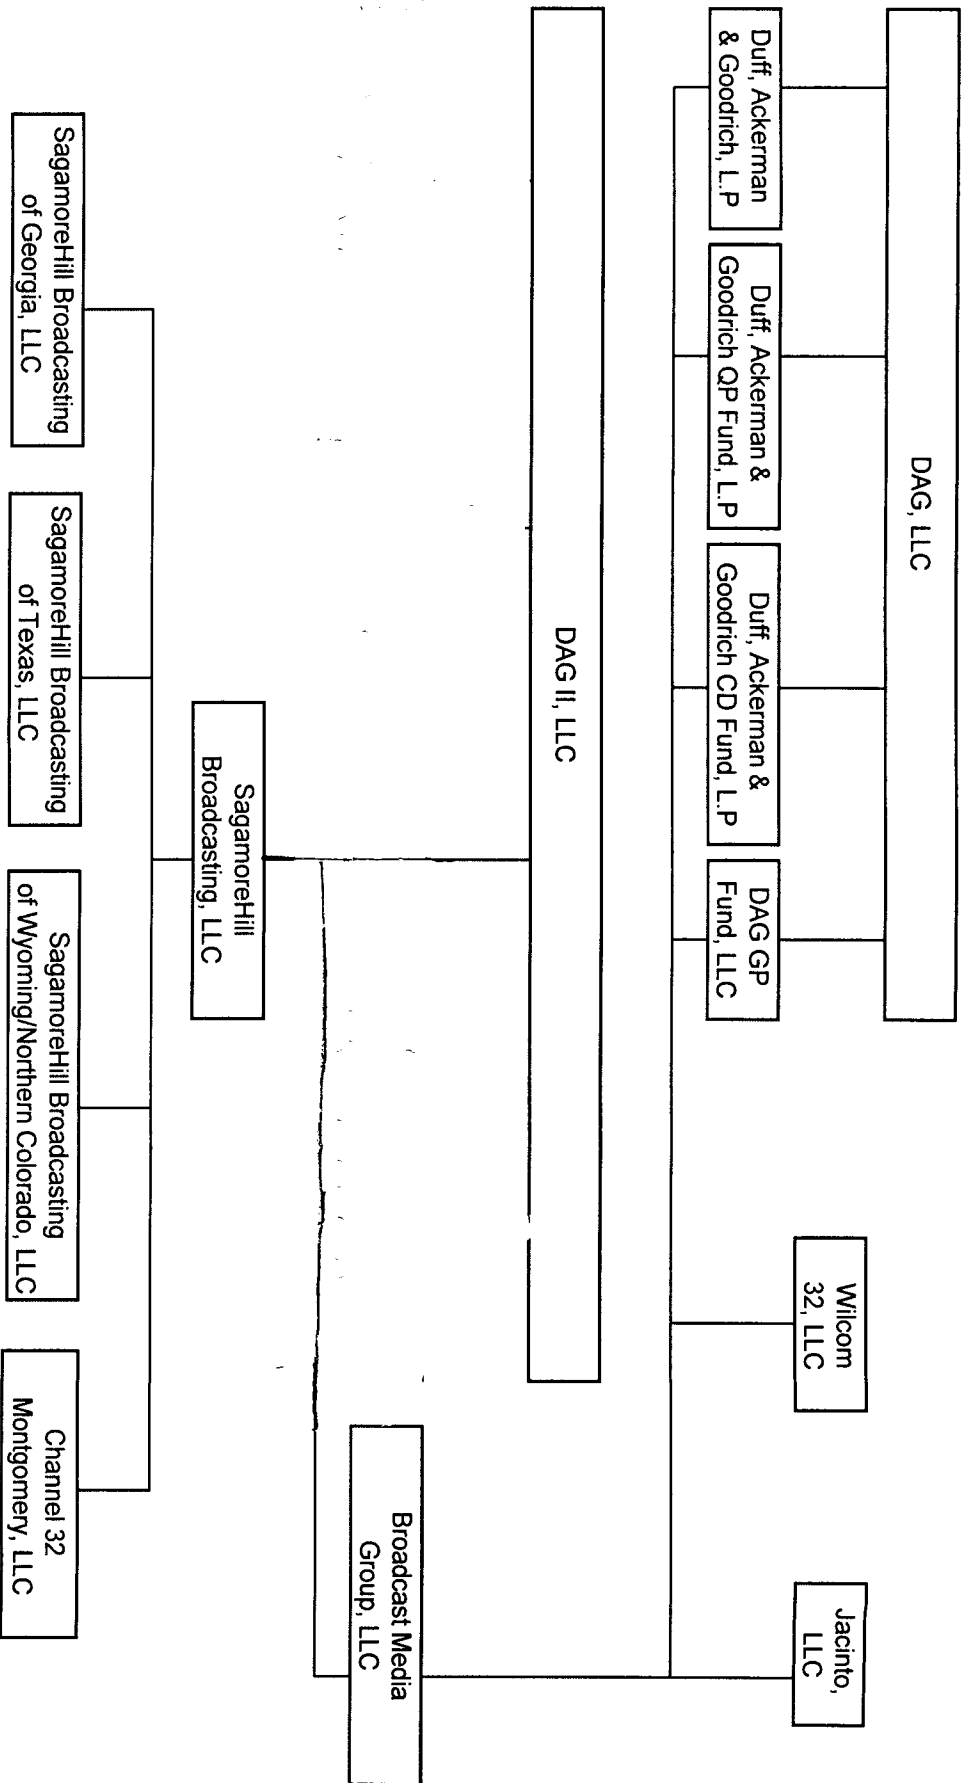 DAG, LLC
Duff, Ackerman
& Goodrich, L.P
Duff, Ackerman &
Goodrich QP Fund, L.P
Duff, Ackerman &
Goodrich CD Fund, L.P
DAG GP
Fund, LLC
Wilcom
32, LLC
Jacinto,
LLC
DAG II, LLC
Broadcast Media
Group, LLC
SagamoreHill
Broadcasting, LLC
SagamoreHill Broadcasting
of Georgia, LLC
SagamoreHill Broadcasting
of Texas, LLC
SagamoreHill Broadcasting
of Wyoming/Northern Colorado, LLC
Channel 32
Montgomery, LLC